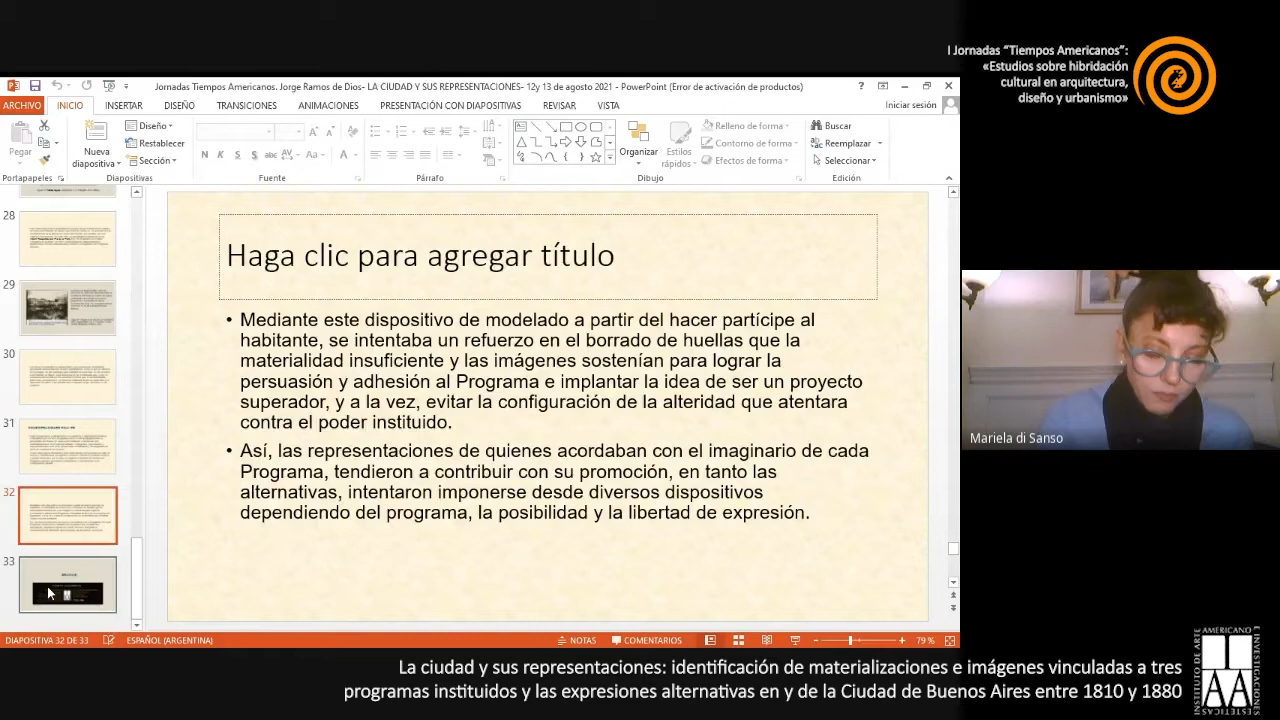 I Jornadas “Tiempos Americanos”:
«Estudios sobre hibridación
cultural en arquitectura,
diseño y urbanismo»
Jornadas Tiempos Americanos. Jorge Ramos de Dios- LA CIUDAD Y SUS REPRESENTACIONES- 12y 13 de agosto 2021 - PowerPoint (Error de activación de productos)
ARCHIVO INICIO INSERTAR DISEÑO TRANSICIONES ANIMACIONES PRESENTACIÓN CON DIAPOSITIVAS REVISAR VISTA Iniciar sesión
Pegar
Nueva
diapositiva
Diseño
Restablecer
Sección
N K S S abc AV Aa A
Organizar
Estilos
rápidos
Relleno de forma
Contorno de forma
Efectos de forma
Buscar
Reemplazar
Seleccionar
Portapapeles Diapositivas Fuente Párrafo Dibujo Edición
28
29
30
31
32
33
Haga clic para agregar título
• Mediante este dispositivo de modelado a partir del hacer partícipe al
habitante, se intentaba un refuerzo en el borrado de huellas que la
materialidad insuficiente y las imágenes sostenían para lograr la
persuasión y adhesión al Programa e implantar la idea de ser un proyecto
superador, y a la vez, evitar la configuración de la alteridad que atentara
contra el poder instituido.
• Así, las representaciones de quienes acordaban con el imaginario de cada
Programa, tendieron a contribuir con su promoción, en tanto las
alternativas, intentaron imponerse desde diversos dispositivos
dependiendo del programa, la posibilidad y la libertad de expresión.
Mariela di Sanso
DIAPOSITIVA 32 DE 33 ESPAÑOL (ARGENTINA) NOTAS COMENTARIOS 79 %
La ciudad y sus representaciones: identificación de materializaciones e imágenes vinculadas a tres
programas instituidos y las expresiones alternativas en y de la Ciudad de Buenos Aires entre 1810 y 1880
INSTITUTO DE ARTE
AMERICANO
E INVESTIGACIONES
ESTÉTICAS